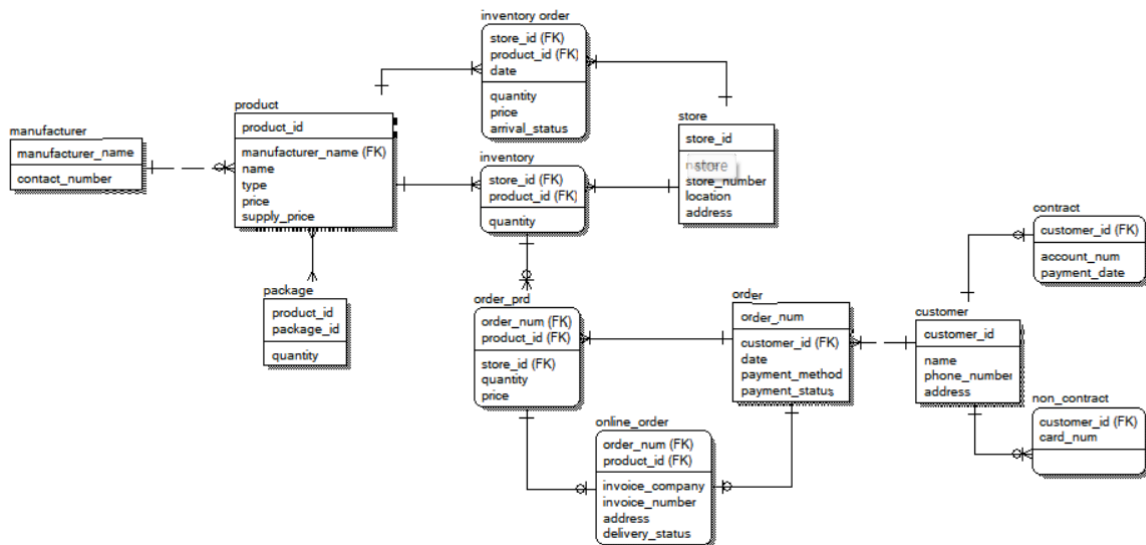 inventory order
store_id (FK)
product_id (FK)
date
quantity
price
arrival_status
product
product_id
manufacturer_name (FK)
name
type
price
supply_price
manufacturer
manufacturer_name
contact_number
inventory
store_id (FK)
product_id (FK)
quantity
store
store_id
store
store_number
location
address
contract
customer_id (FK)
account_num
payment_date
package
product_id
package_id
quantity
order_prd
order_num (FK)
product_id (FK)
store_id (FK)
quantity
price
order
order_num
customer_id (FK)
date
payment_method
payment_status
customer
customer_id
name
phone_number
address
non_contract
customer_id (FK)
card_num
online_order
order_num (FK)
product_id (FK)
invoice_company
invoice_number
address
delivery_status